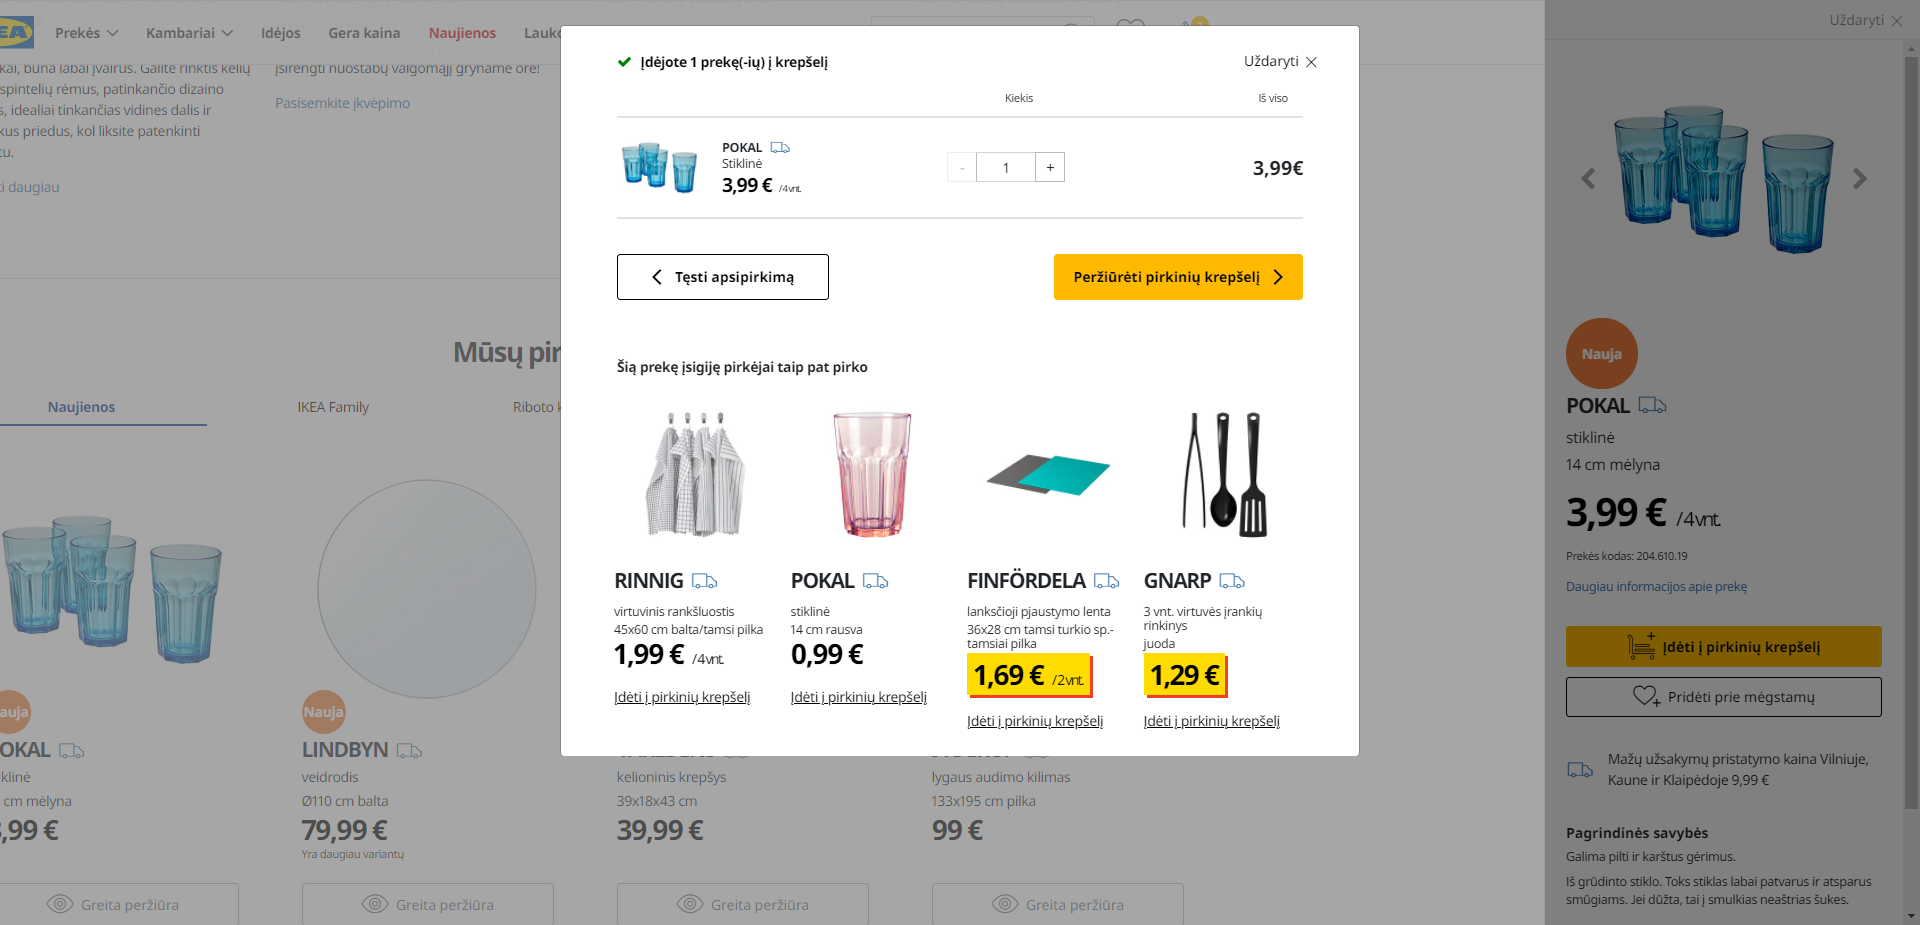 EA
Prekės
Kambariai
Idėjos
Gera kaina
Naujienos
1
Uždaryti
kai, būna labai įvairūs. Galite rinktis kelių
spintelių rėmus, patinkančio dizaino
s, idealiai tinkančias vidines dalis ir
kus priedus, kol liksite patenkinti
tu.
ti daugiau
įsirengti nuostabų valgomąjį gryname ore!
Pasisemkite įkvėpimo
Įdėjote 1 prekę(-ių) į krepšelį
Uždaryti
Kiekis
Iš viso
POKAL
Stiklinė
3,99 € /4vnt.
- 1 +
3,99€
Tęsti apsipirkimą
Peržiūrėti pirkinių krepšelį
Šią prekę įsigiję pirkėjai taip pat pirko
RINNIG
virtuvinis rankšluostis
45x60 cm balta/tamsi pilka
1,99 € /4vnt.
Įdėti į pirkinių krepšelį
POKAL
stiklinė
14 cm rausva
0,99 €
Įdėti į pirkinių krepšelį
FINFÖRDELA
lanksčioji pjaustymo lenta
36x28 cm tamsi turkio sp.-
tamsiai pilka
1,69 € /2vnt.
Įdėti į pirkinių krepšelį
GNARP
3 vnt. virtuvės įrankių
rinkinys
juoda
1,29 €
Įdėti į pirkinių krepšelį
Mūsų pir
Naujienos
IKEA Family
Riboto k
auja
OKAL
klinė
cm mėlyna
3,99 €
Greita peržiūra
Nauja
LINDBYN
veidrodis
Ø110 cm balta
79,99 €
Yra daugiau variantų
Greita peržiūra
kelioninis krepšys
39x18x43 cm
39,99 €
Greita peržiūra
lygaus audimo kilimas
133x195 cm pilka
99 €
Greita peržiūra
Nauja
POKAL
stiklinė
14 cm mėlyna
3,99 € /4vnt.
Prekės kodas: 204.610.19
Daugiau informacijos apie prekę
Įdėti į pirkinių krepšelį
Pridėti prie mėgstamų
Mažų užsakymų pristatymo kaina Vilniuje,
Kaune ir Klaipėdoje 9,99 €
Pagrindinės savybės
Galima pilti ir karštus gėrimus.
Iš grūdinto stiklo. Toks stiklas labai patvarus ir atsparus
smūgiams. Jei dūžta, tai į smulkias neaštrias šukes.